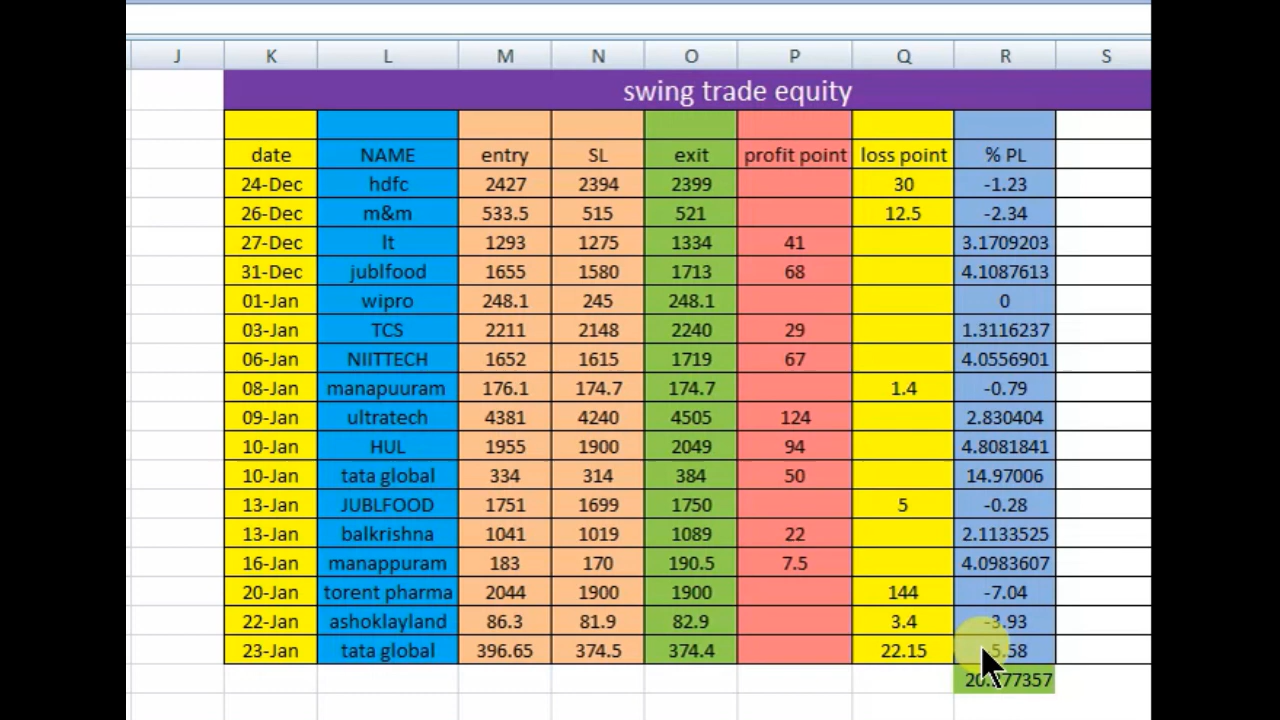 J K L M N O P Q R S
swing trade equity
date NAME entry SL exit profit point loss point % PL
24-Dec hdfc 2427 2394 2399 30 -1.23
26-Dec m&m 533.5 515 521 12.5 -2.34
27-Dec lt 1293 1275 1334 41 3.1709203
31-Dec jublfood 1655 1580 1713 68 4.1087613
01-Jan wipro 248.1 245 248.1 0
03-Jan TCS 2211 2148 2240 29 1.3116237
06-Jan NIITTECH 1652 1615 1719 67 4.0556901
08-Jan manapuuram 176.1 174.7 174.7 1.4 -0.79
09-Jan ultratech 4381 4240 4505 124 2.830404
10-Jan HUL 1955 1900 2049 94 4.8081841
10-Jan tata global 334 314 384 50 14.97006
13-Jan JUBLFOOD 1751 1699 1750 5 -0.28
13-Jan balkrishna 1041 1019 1089 22 2.1133525
16-Jan manappuram 183 170 190.5 7.5 4.0983607
20-Jan torent pharma 2044 1900 1900 144 -7.04
22-Jan ashoklayland 86.3 81.9 82.9 3.4 -3.93
23-Jan tata global 396.65 374.5 374.4 22.15